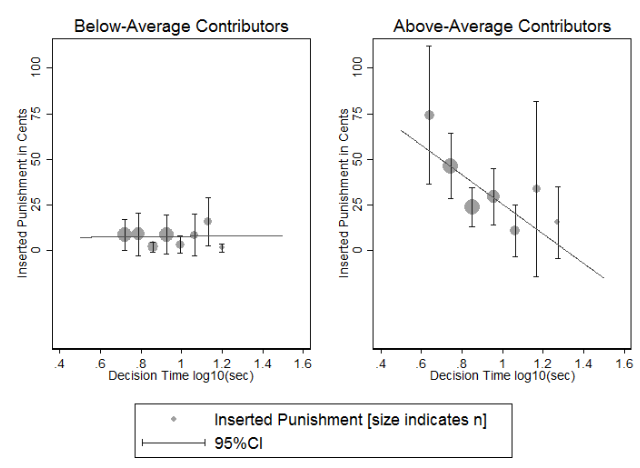 Below-Average Contributors
Above-Average Contributors
Inserted Punishment in Cents
100
75
50
25
0
.4 .6 .8 1 1.2 1.4 1.6
Decision Time log10(sec)
Inserted Punishment in Cents
100
75
50
25
0
.4 .6 .8 1 1.2 1.4 1.6
Decision Time log10(sec)
Inserted Punishment [size indicates n]
95%CI